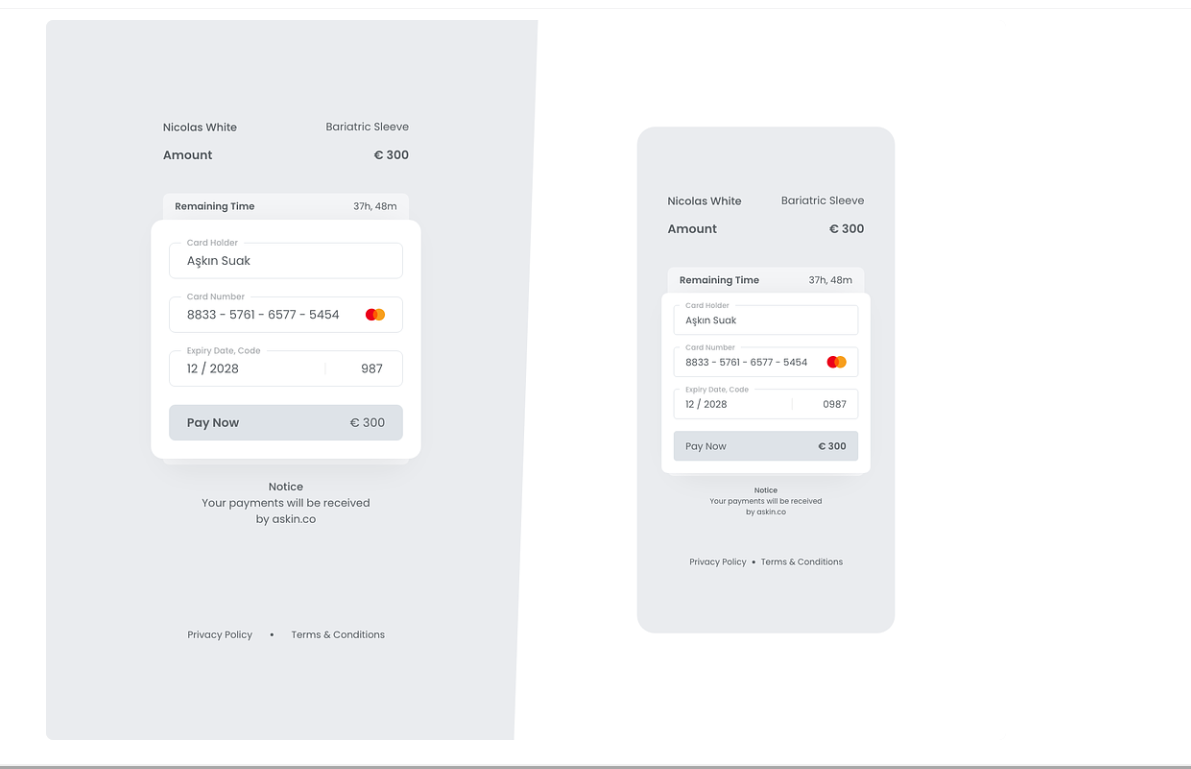 Nicolas White Bariatric Sleeve
Amount € 300
Remaining Time 37h, 48m
Card Holder
Aşkın Suak
Card Number
8833 - 5761 - 6577 - 5454
Expiry Date, Code
12 / 2028 987
Pay Now € 300
Notice
Your payments will be received
by askin.co
Privacy Policy • Terms & Conditions
Nicolas White Bariatric Sleeve
Amount € 300
Remaining Time 37h, 48m
Card Holder
Aşkın Suak
Card Number
8833 - 5761 - 6577 - 5454
Expiry Date, Code
12 / 2028 0987
Pay Now € 300
Notice
Your payments will be received
by askin.co
Privacy Policy • Terms & Conditions